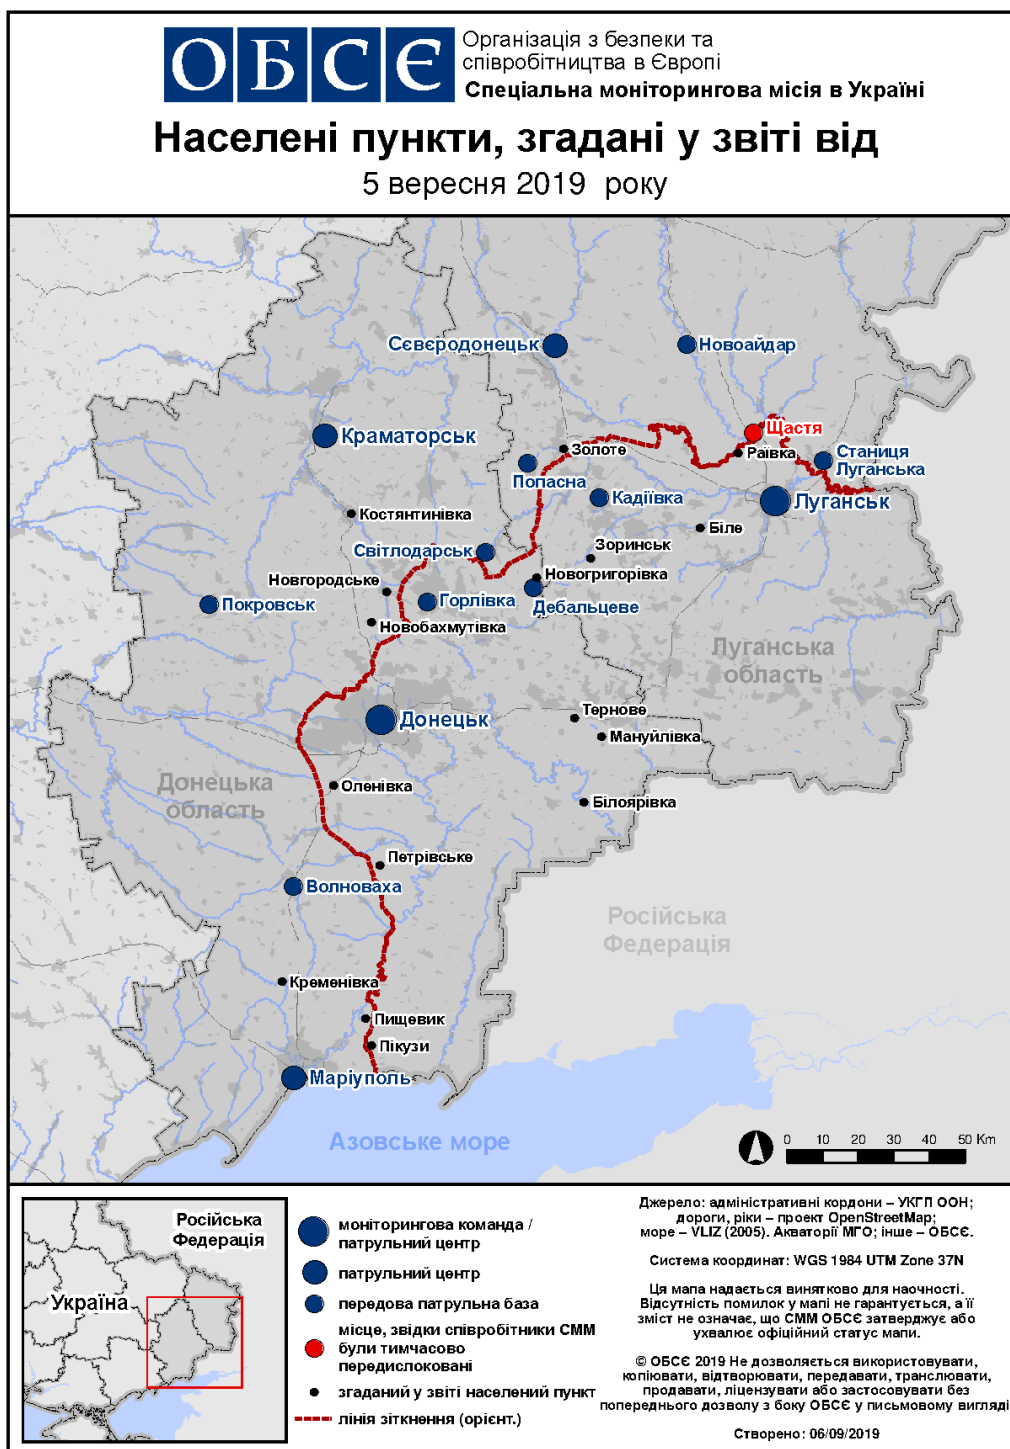 ОБСЄ
Організація з безпеки та
співробітництва в Європі
Спеціальна моніторингова місія в Україні
Населені пункти, згадані у звіті від
5 вересня 2019 року
Сєвєродонецьк
Новоайдар
Щастя
Краматорськ
Золоте
Раївка
Станиця
Луганська
Попасна
Кадіївка
Луганськ
Костянтинівка
Біле
Світлодарськ
Зоринськ
Новгородське
Новогригорівка
Покровськ
Горлівка
Дебальцеве
Новобахмутівка
Луганська
область
Тернове
Донецьк
Мануйлівка
Донецька
область
Оленівка
Білоярівка
Петрівське
Волноваха
Російська
Федерація
Кременівка
Пищевик
Пікузи
Маріуполь
Азовське море
0 10 20 30 40 50 Km
Російська
Федерація
Україна
моніторингова команда /
патрульний центр
патрульний центр
передова патрульна база
місце, звідки співробітники СММ
були тимчасово
передислоковані
згаданий у звіті населений пункт
лінія зіткнення (орієнт.)
Джерело: адміністративні кордони – УКГП ООН;
дороги, ріки – проект OpenStreetMap;
море – VLIZ (2005). Акваторії МГО; інше – ОБСЄ.
Система координат: WGS 1984 UTM Zone 37N
Ця мапа надається винятково для наочності.
Відсутність помилок у мапі не гарантується, а її
зміст не означає, що СММ ОБСЄ затверджує або
ухвалює офіційний статус мапи.
© ОБСЄ 2019 Не дозволяється використовувати,
копіювати, відтворювати, передавати, транслювати,
продавати, ліцензувати або застосовувати без
попереднього дозволу з боку ОБСЄ у письмовому вигляді
Створено: 06/09/2019